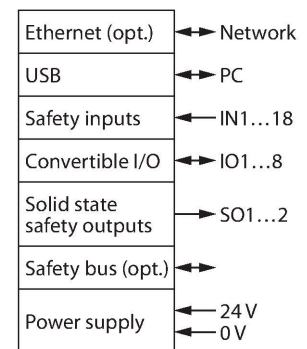 Ethernet (opt.) Network
USB PC
Safety inputs IN1...18
Convertible I/O IO1...8
Solid state
safety outputs SO1...2
Safety bus (opt.)
Power supply 24 V
0 V